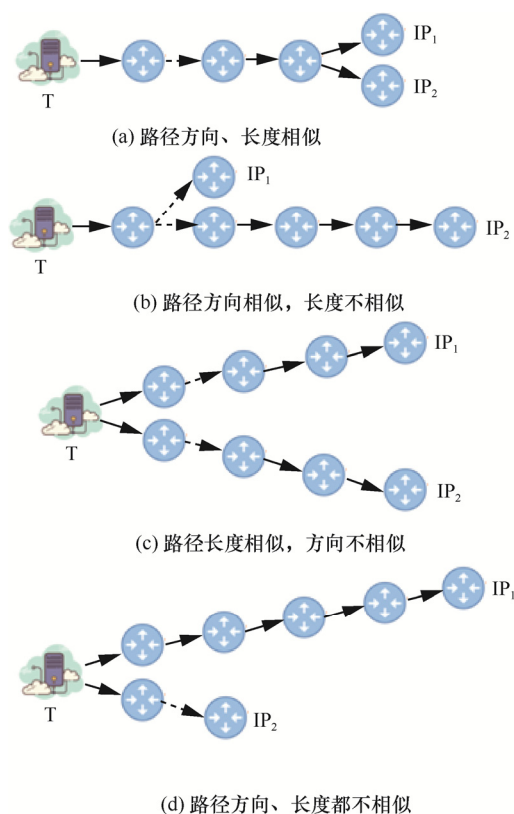 IP₁
T
IP₂
(a) 路径方向、长度相似
IP₁
T
IP₂
(b) 路径方向相似，长度不相似
IP₁
T
IP₂
(c) 路径长度相似，方向不相似
IP₁
T
IP₂
(d) 路径方向、长度都不相似